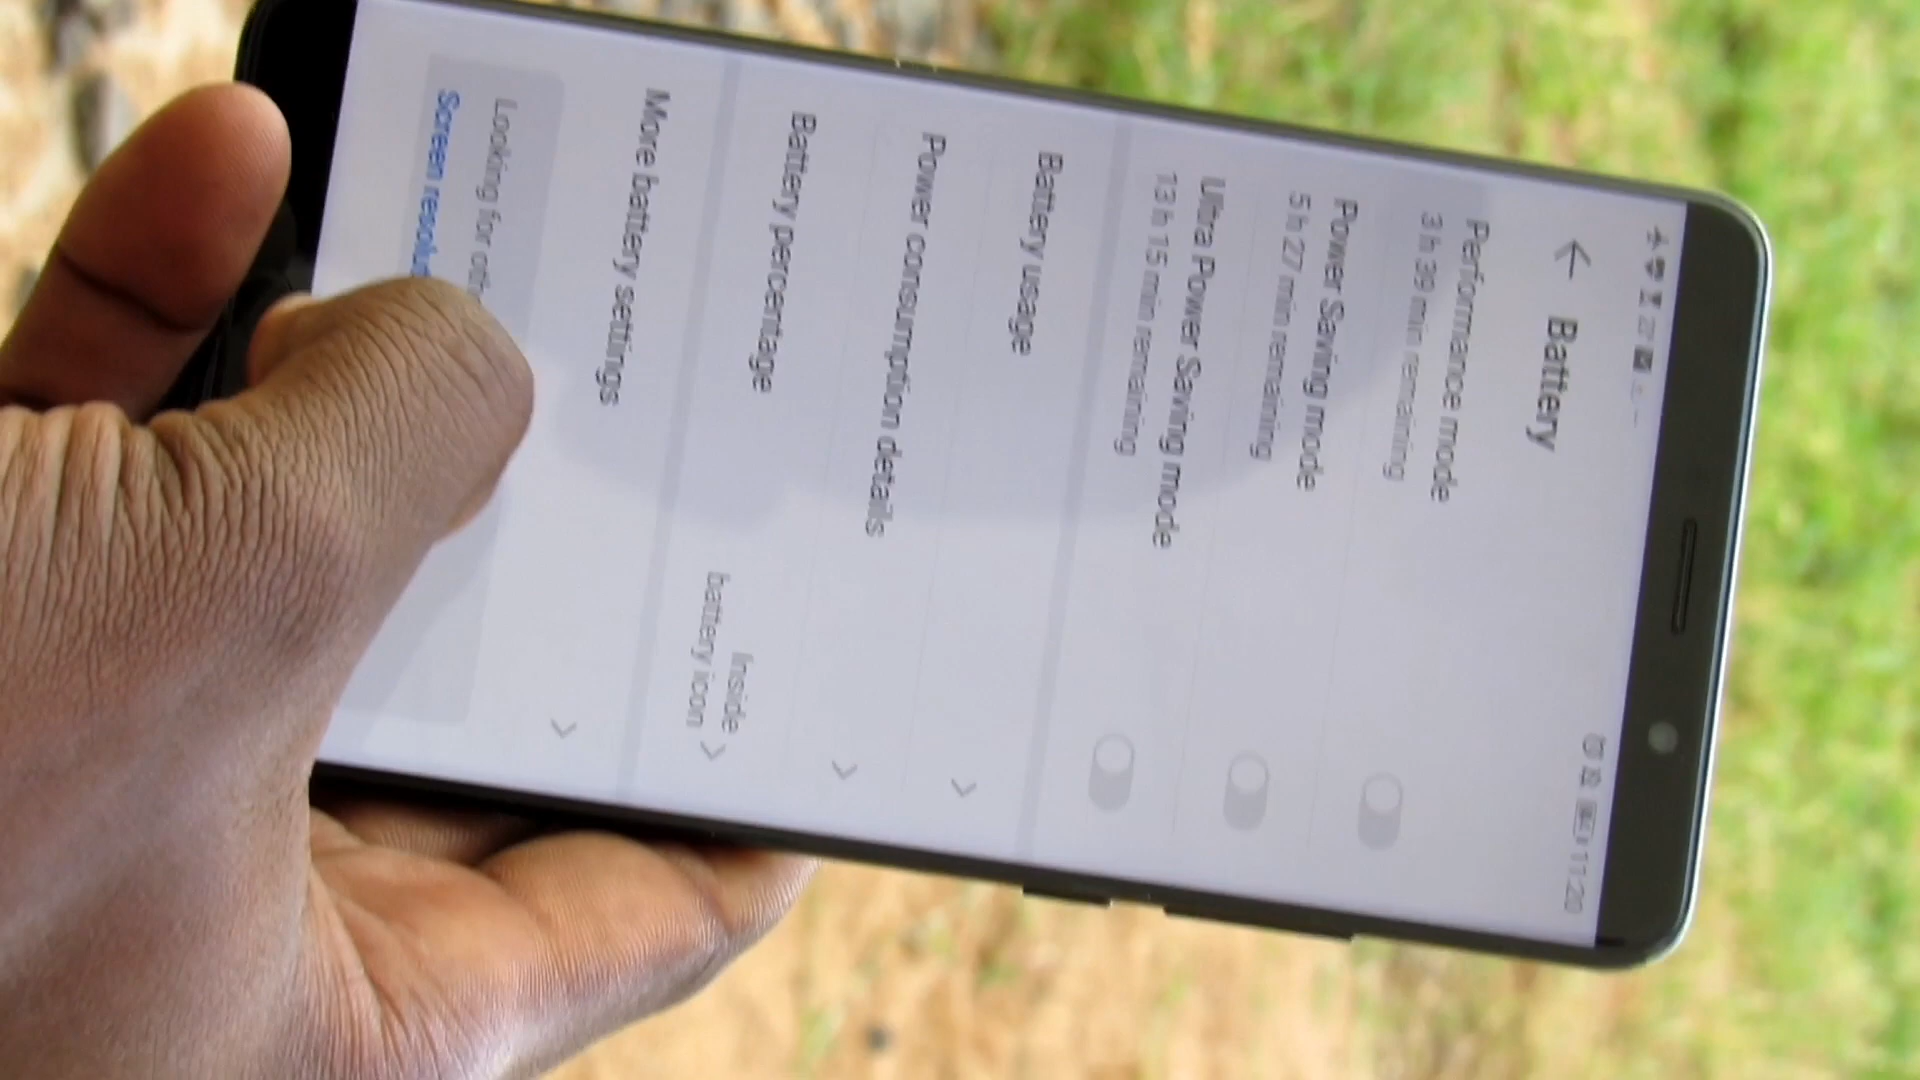 11:20
Battery
Performance mode
3 h 39 min remaining
Power Saving mode
5 h 27 min remaining
Ultra Power Saving mode
13 h 15 min remaining
Battery usage
Power consumption details
Battery percentage
Inside
battery icon
More battery settings
Looking for
Screen